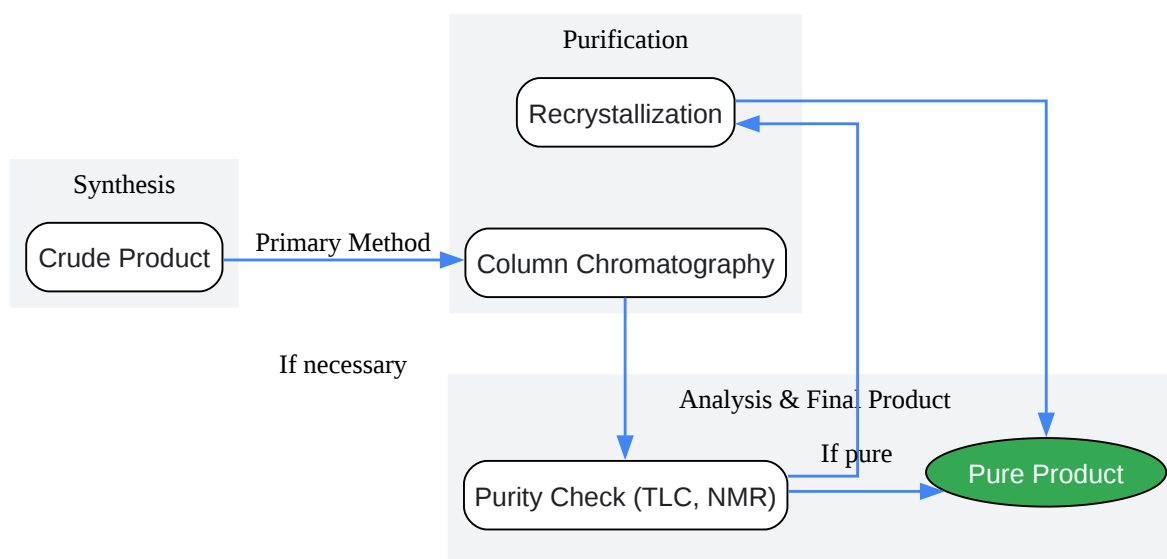 Purification
Recrystallization
Synthesis
Crude Product
Primary Method
Column Chromatography
If necessary
Analysis & Final Product
If pure
Purity Check (TLC, NMR)
Pure Product